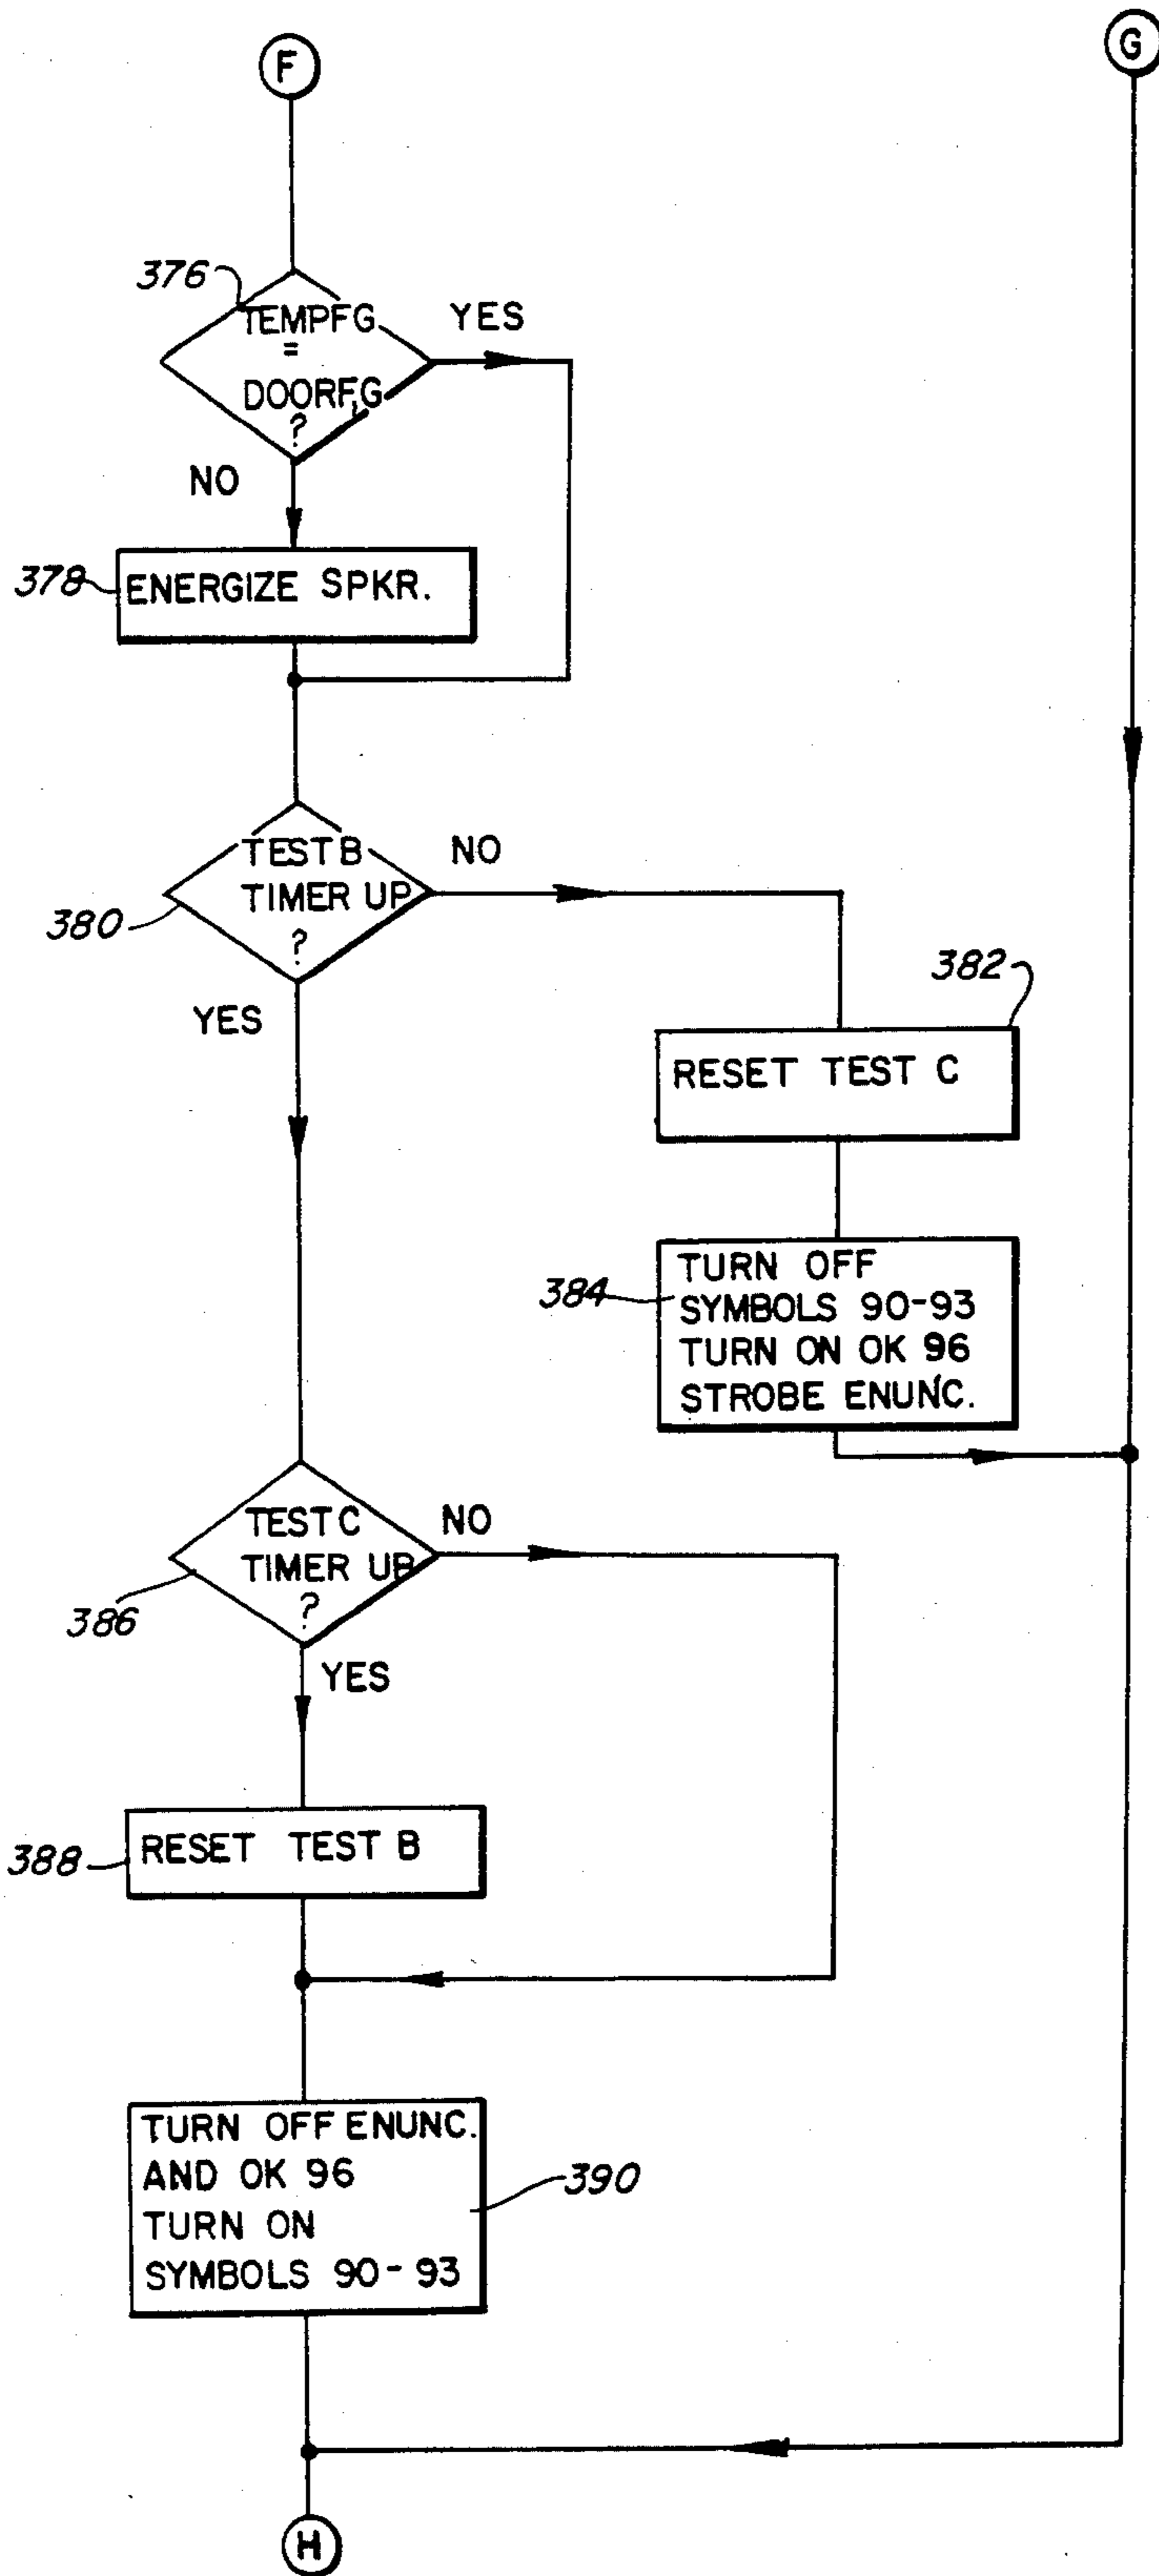 F
G
376
TEMPFG
=
DOORFG
?
YES
NO
378
ENERGIZE SPKR.
TEST B
TIMER UP
?
NO
380
YES
382
RESET TEST C
384
TURN OFF
SYMBOLS 90-93
TURN ON OK 96
STROBE ENUNC.
TEST C
TIMER UP
?
NO
386
YES
388
RESET TEST B
TURN OFF ENUNC.
AND OK 96
TURN ON
SYMBOLS 90-93
390
H